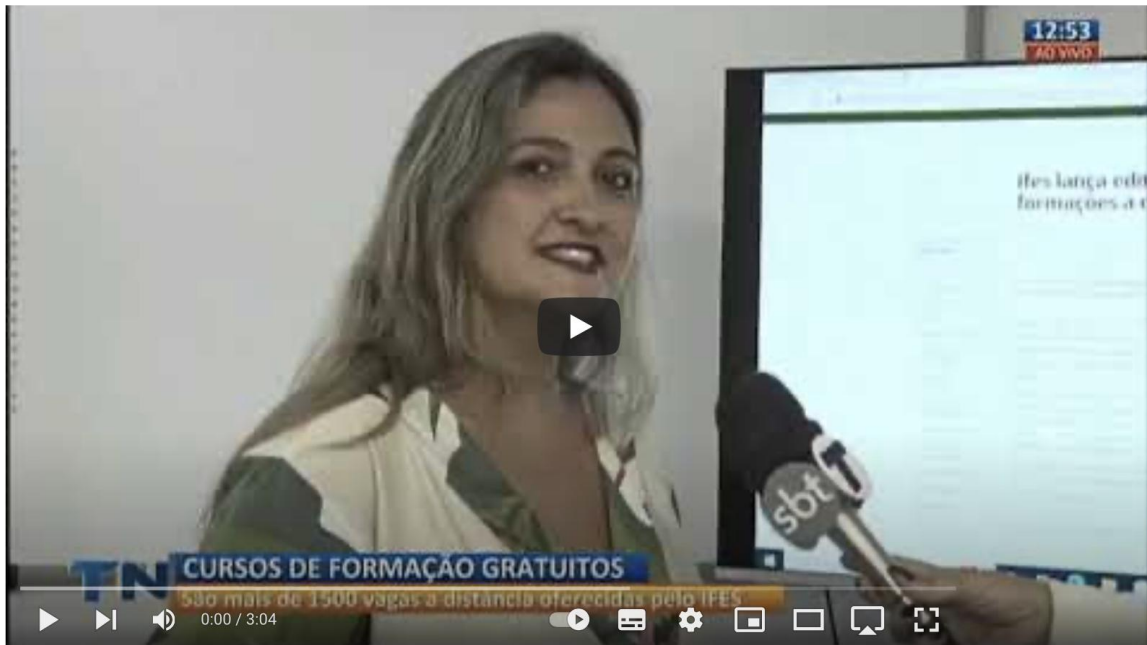 12:53
AO VIVO
Ifes lança edit
formações a d
sbt
TN
CURSOS DE FORMAÇÃO GRATUITOS
São mais de 1500 vagas a distância oferecidas pelo IFES
0:00 / 3:04